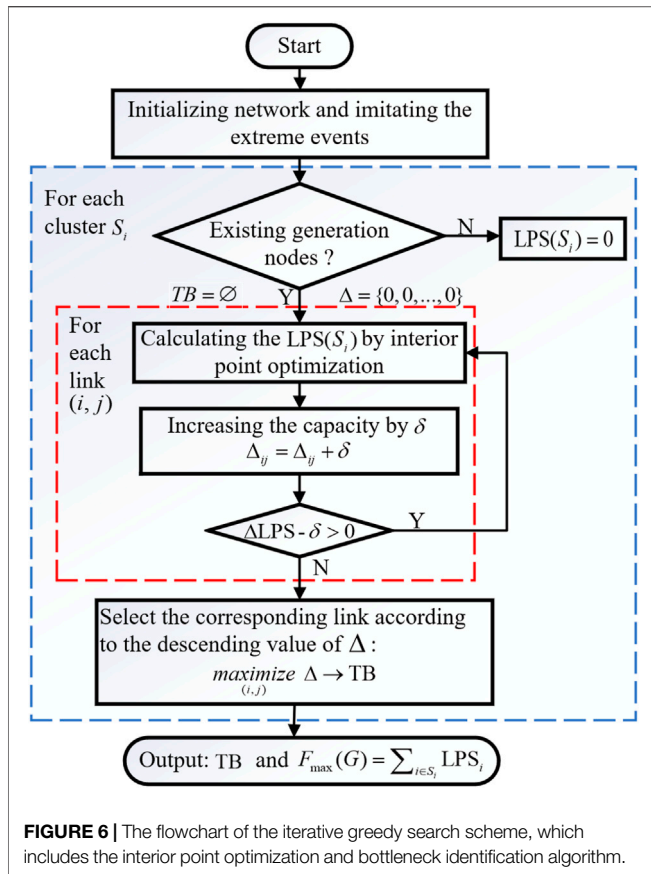 Start
Initializing network and imitating the
extreme events
For each
cluster S_i
Existing generation
nodes ?
N
LPS(S_i) = 0
TB = ∅
Y
Δ = {0,0,...,0}
For
each
link
(i, j)
Calculating the LPS(S_i) by interior
point optimization
Increasing the capacity by δ
Δ_ij = Δ_ij + δ
ΔLPS - δ > 0
Y
N
Select the corresponding link according
to the descending value of Δ :
maximize Δ → TB
(i, j)
Output: TB and F_max(G) = ∑_{i∈S_i} LPS_i
FIGURE 6 | The flowchart of the iterative greedy search scheme, which
includes the interior point optimization and bottleneck identification algorithm.